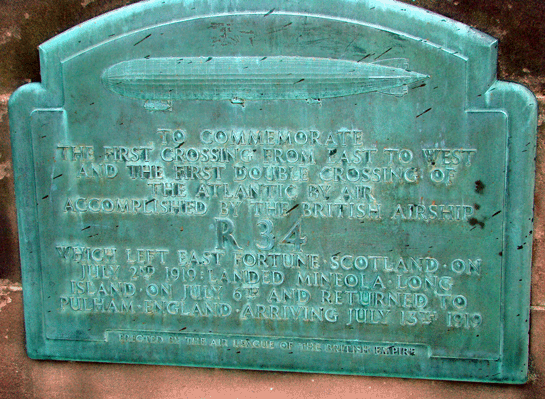 TO COMMEMORATE
THE FIRST CROSSING FROM EAST TO WEST
AND THE FIRST DOUBLE CROSSING OF
THE ATLANTIC BY AIR
ACCOMPLISHED BY THE BRITISH AIRSHIP
R 34
WHICH LEFT EAST FORTUNE·SCOTLAND·ON
JULY 2ND 1919: LANDED MINEOLA·LONG
ISLAND·ON JULY 6TH AND RETURNED TO
PULHAM·ENGLAND·ARRIVING JULY 13TH 1919
ERECTED BY THE AIR LEAGUE OF THE BRITISH EMPIRE